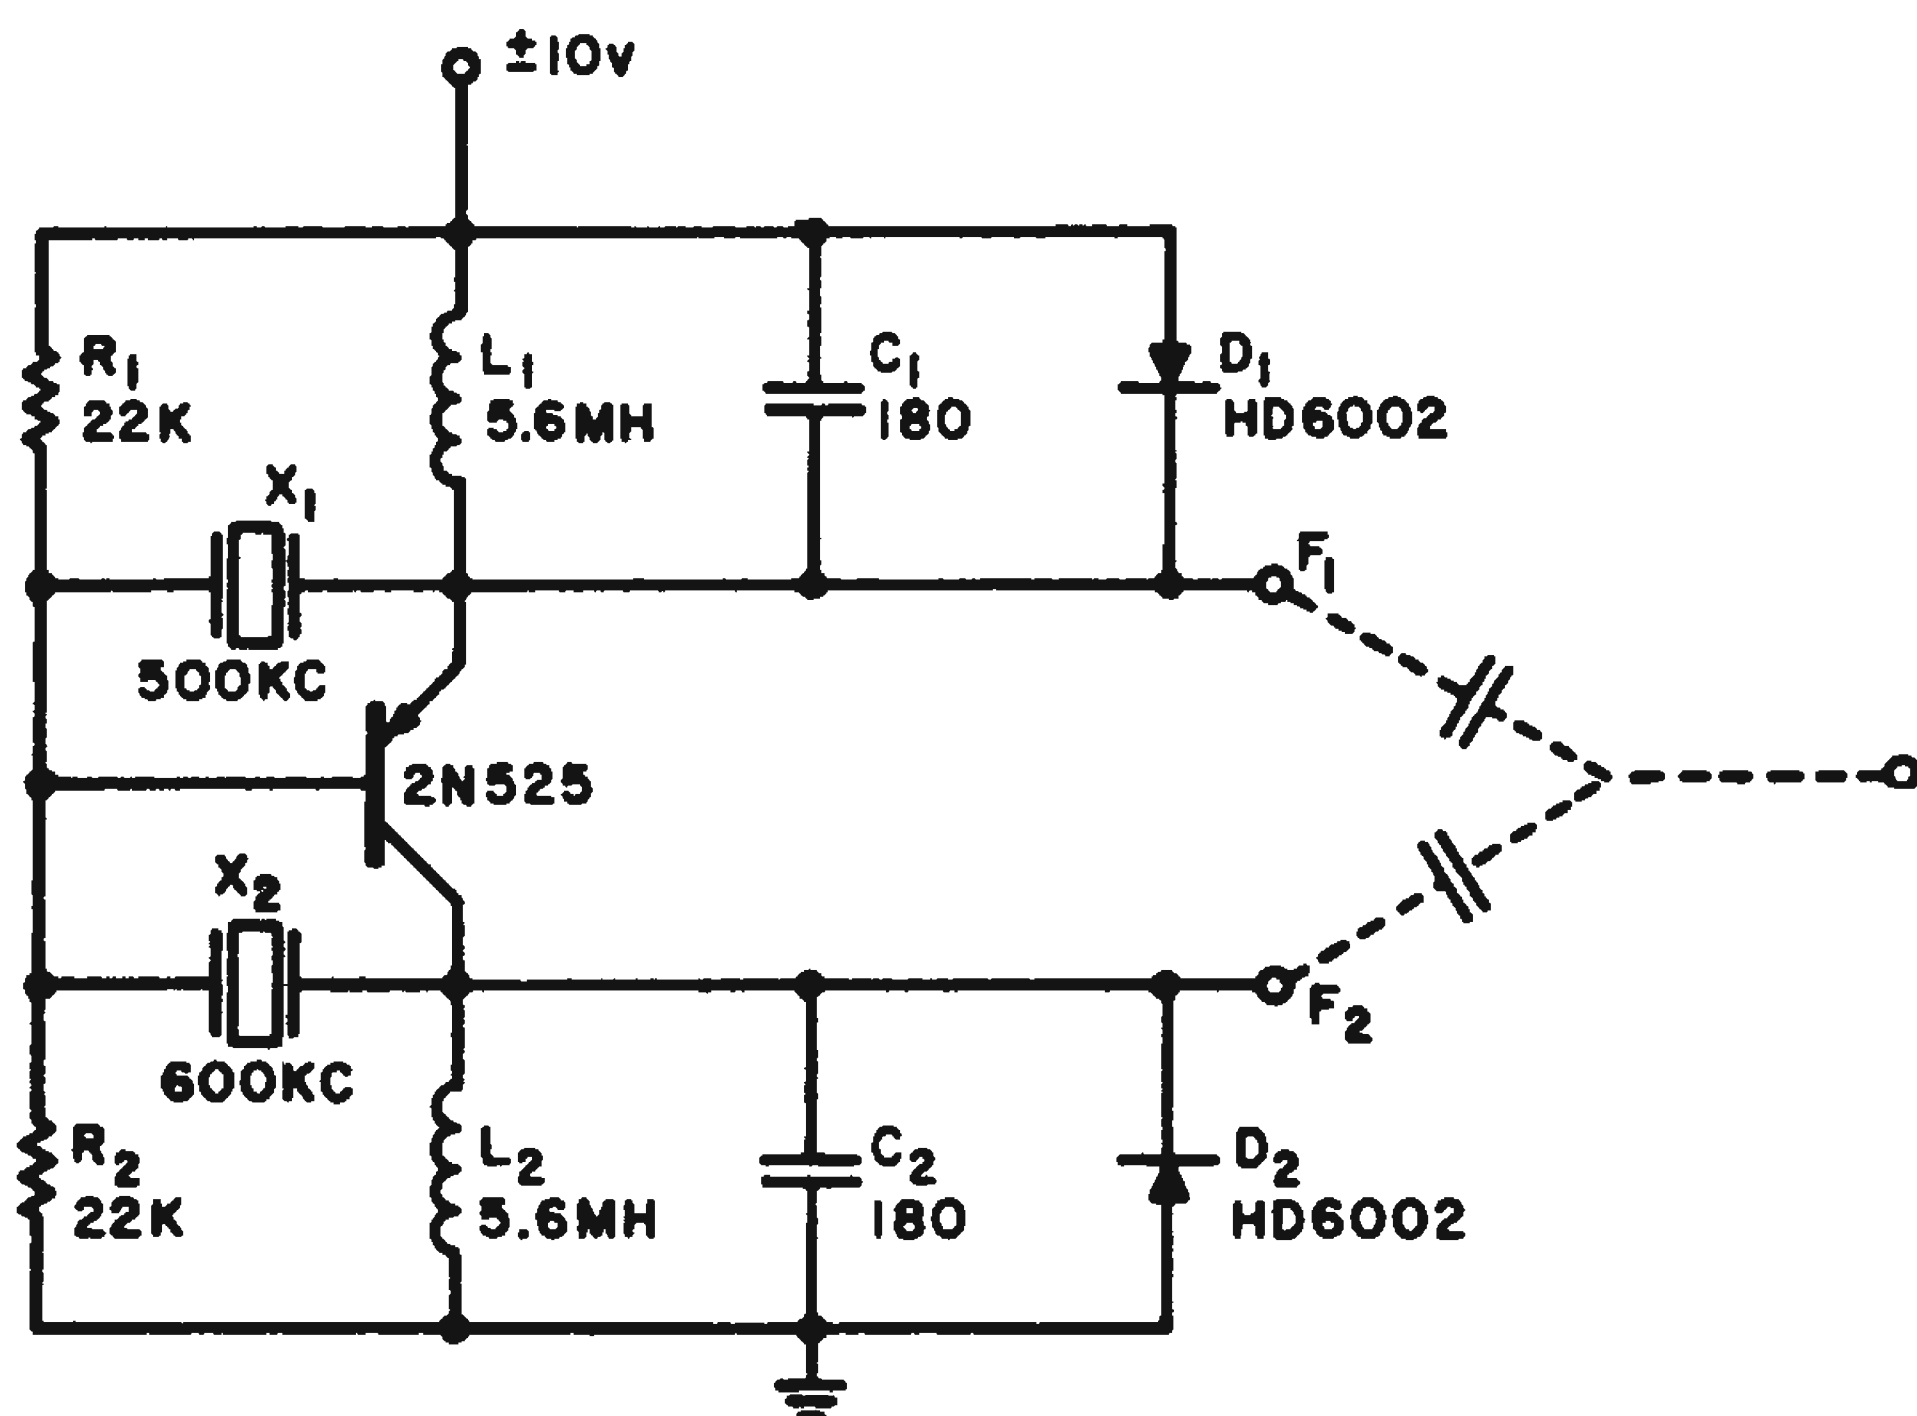 ±10V
R1
22K
L1
5.6MH
C1
180
D1
HD6002
X1
500KC
F1
2N525
X2
600KC
F2
R2
22K
L2
5.6MH
C2
180
D2
HD6002